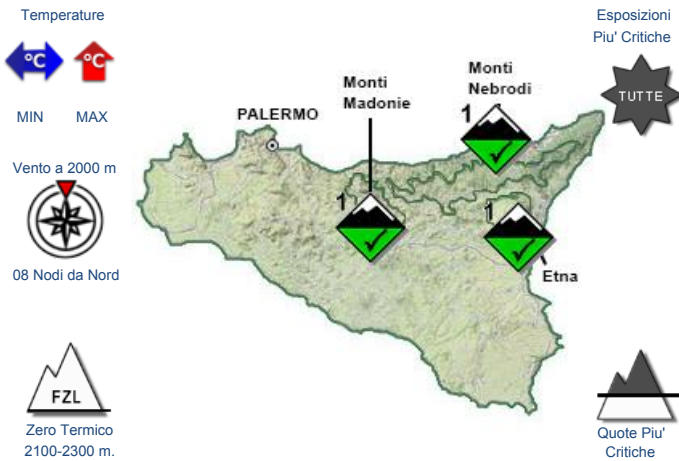 Temperature
°C
°C
MIN
MAX
Vento a 2000 m
08 Nodi da Nord
FZL
Zero Termico
2100-2300 m.
PALERMO
Monti
Madonie
1
Monti
Nebrodi
1
1
Etna
Esposizioni
Piu' Critiche
TUTTE
Quote Piu'
Critiche